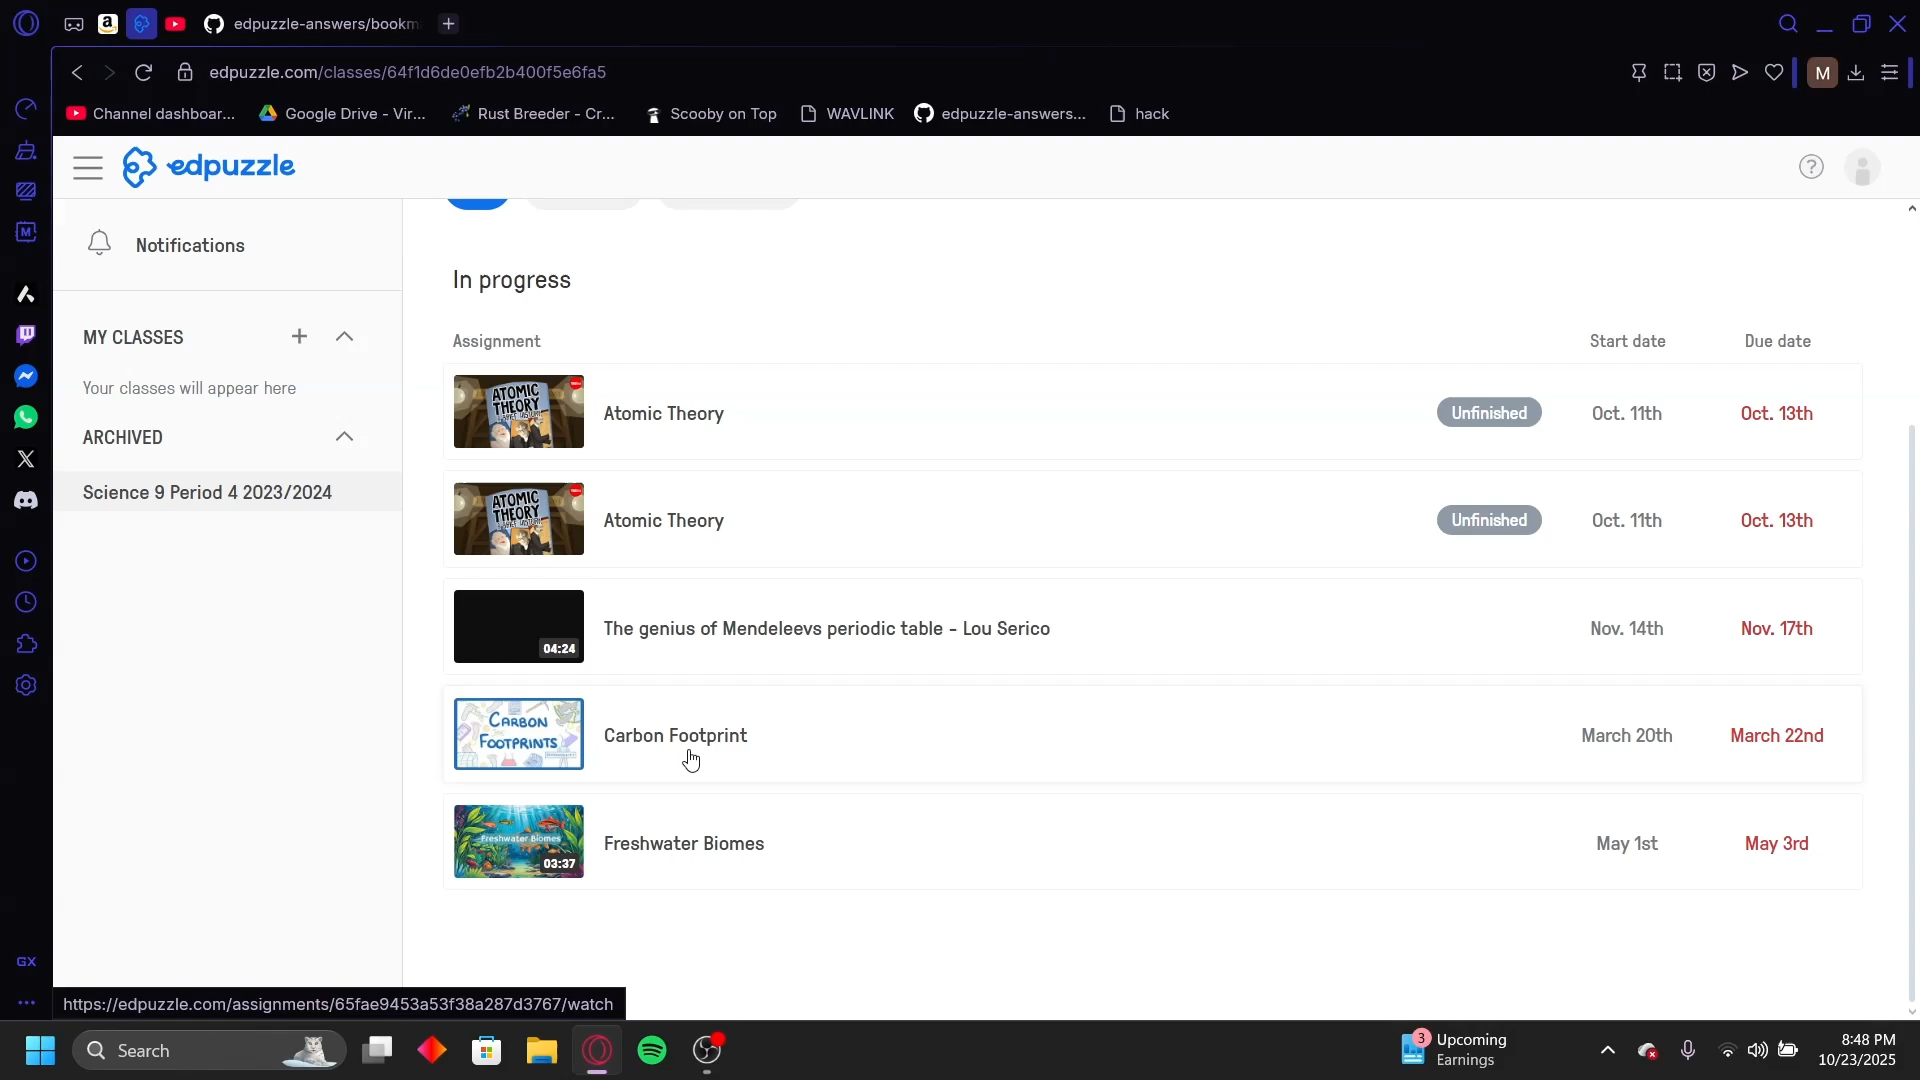 edpuzzle-answers/bookm
edpuzzle.com/classes/64f1d6de0efb2b400f5e6fa5
M
Channel dashboar...
Google Drive - Vir...
Rust Breeder - Cr...
Scooby on Top
WAVLINK
edpuzzle-answers...
hack
edpuzzle
Notifications
MY CLASSES
Your classes will appear here
ARCHIVED
Science 9 Period 4 2023/2024
In progress
Assignment Start date Due date
ATOMIC THEORY
Atomic Theory Unfinished Oct. 11th Oct. 13th
ATOMIC THEORY
Atomic Theory Unfinished Oct. 11th Oct. 13th
04:24
The genius of Mendeleevs periodic table - Lou Serico Nov. 14th Nov. 17th
CARBON FOOTPRINTS
Carbon Footprint March 20th March 22nd
Freshwater Biomes
03:37
Freshwater Biomes May 1st May 3rd
GX
https://edpuzzle.com/assignments/65fae9453a53f38a287d3767/watch
Search
3
Upcoming
Earnings
8:48 PM
10/23/2025